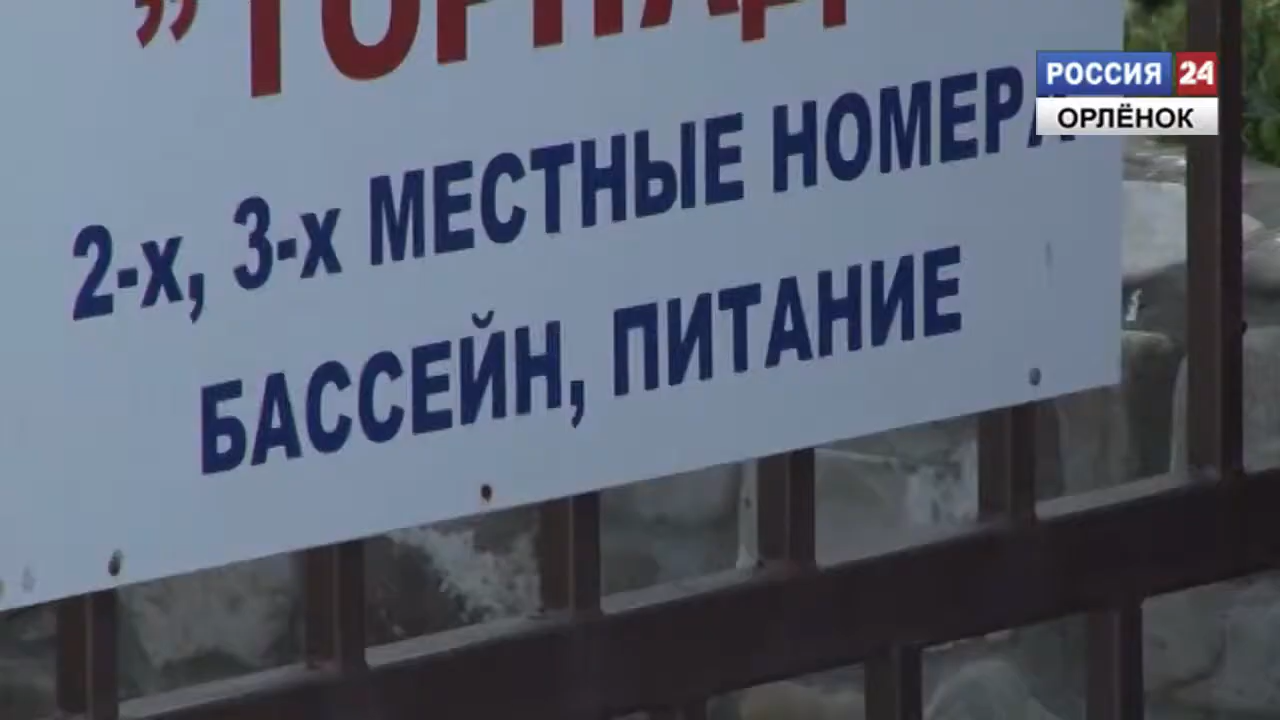 РОССИЯ 24
ОРЛЁНОК
2-х, 3-х МЕСТНЫЕ НОМЕРА
БАССЕЙН, ПИТАНИЕ